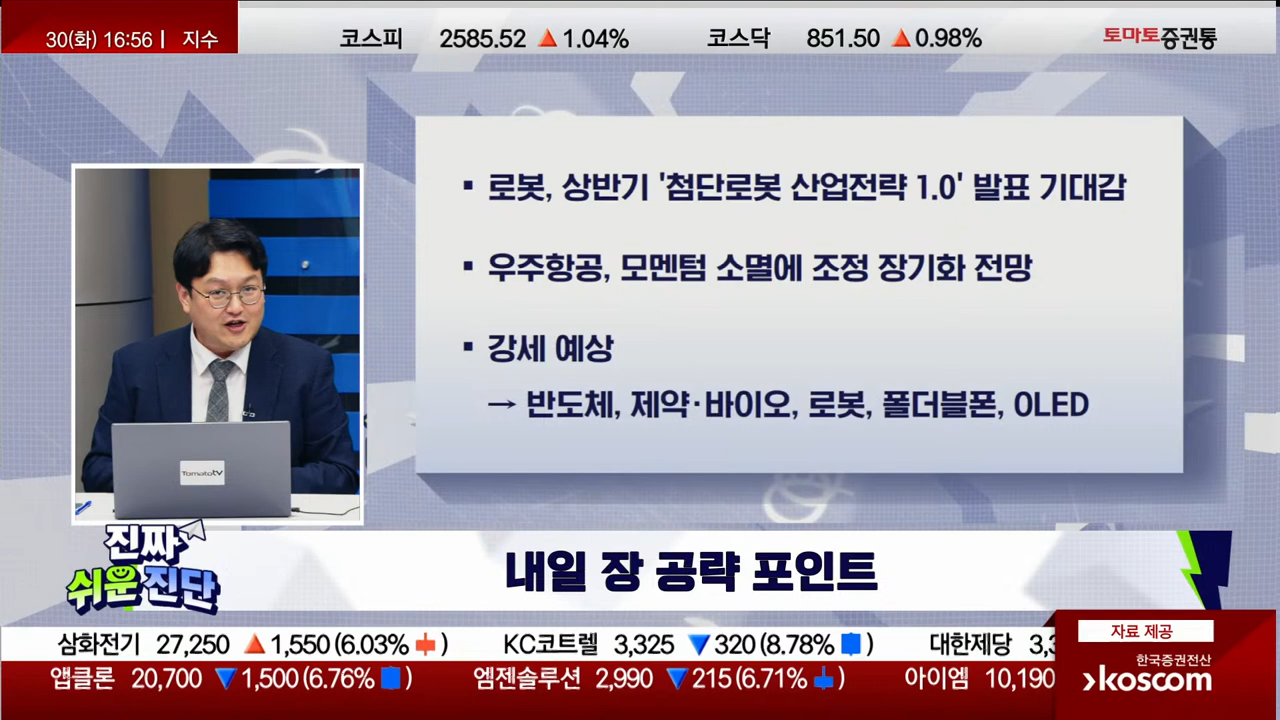 30(화) 16:56 | 지수
코스피 2585.52 ▲1.04% 코스닥 851.50 ▲0.98%
토마토증권통
▪ 로봇, 상반기 '첨단로봇 산업전략 1.0' 발표 기대감
▪ 우주항공, 모멘텀 소멸에 조정 장기화 전망
▪ 강세 예상
→ 반도체, 제약·바이오, 로봇, 폴더블폰, OLED
TomatoTV
진짜
쉬운 진단
내일 장 공략 포인트
삼화전기 27,250 ▲1,550 (6.03% ) KC코트렐 3,325 ▼320 (8.78% ) 대한제당
앱클론 20,700 ▼1,500 (6.76% ) 엠젠솔루션 2,990 ▼215 (6.71% ) 아이엠 10,190
자료 제공
한국증권전산
koscom